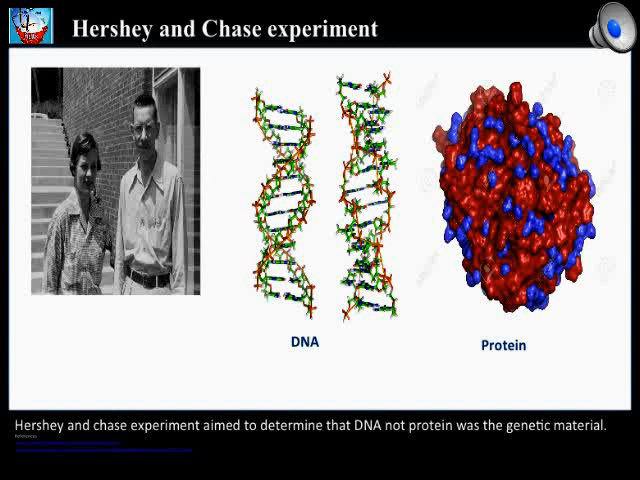 Hershey and Chase experiment
DNA
Protein
Hershey and chase experiment aimed to determine that DNA not protein was the genetic material.
References